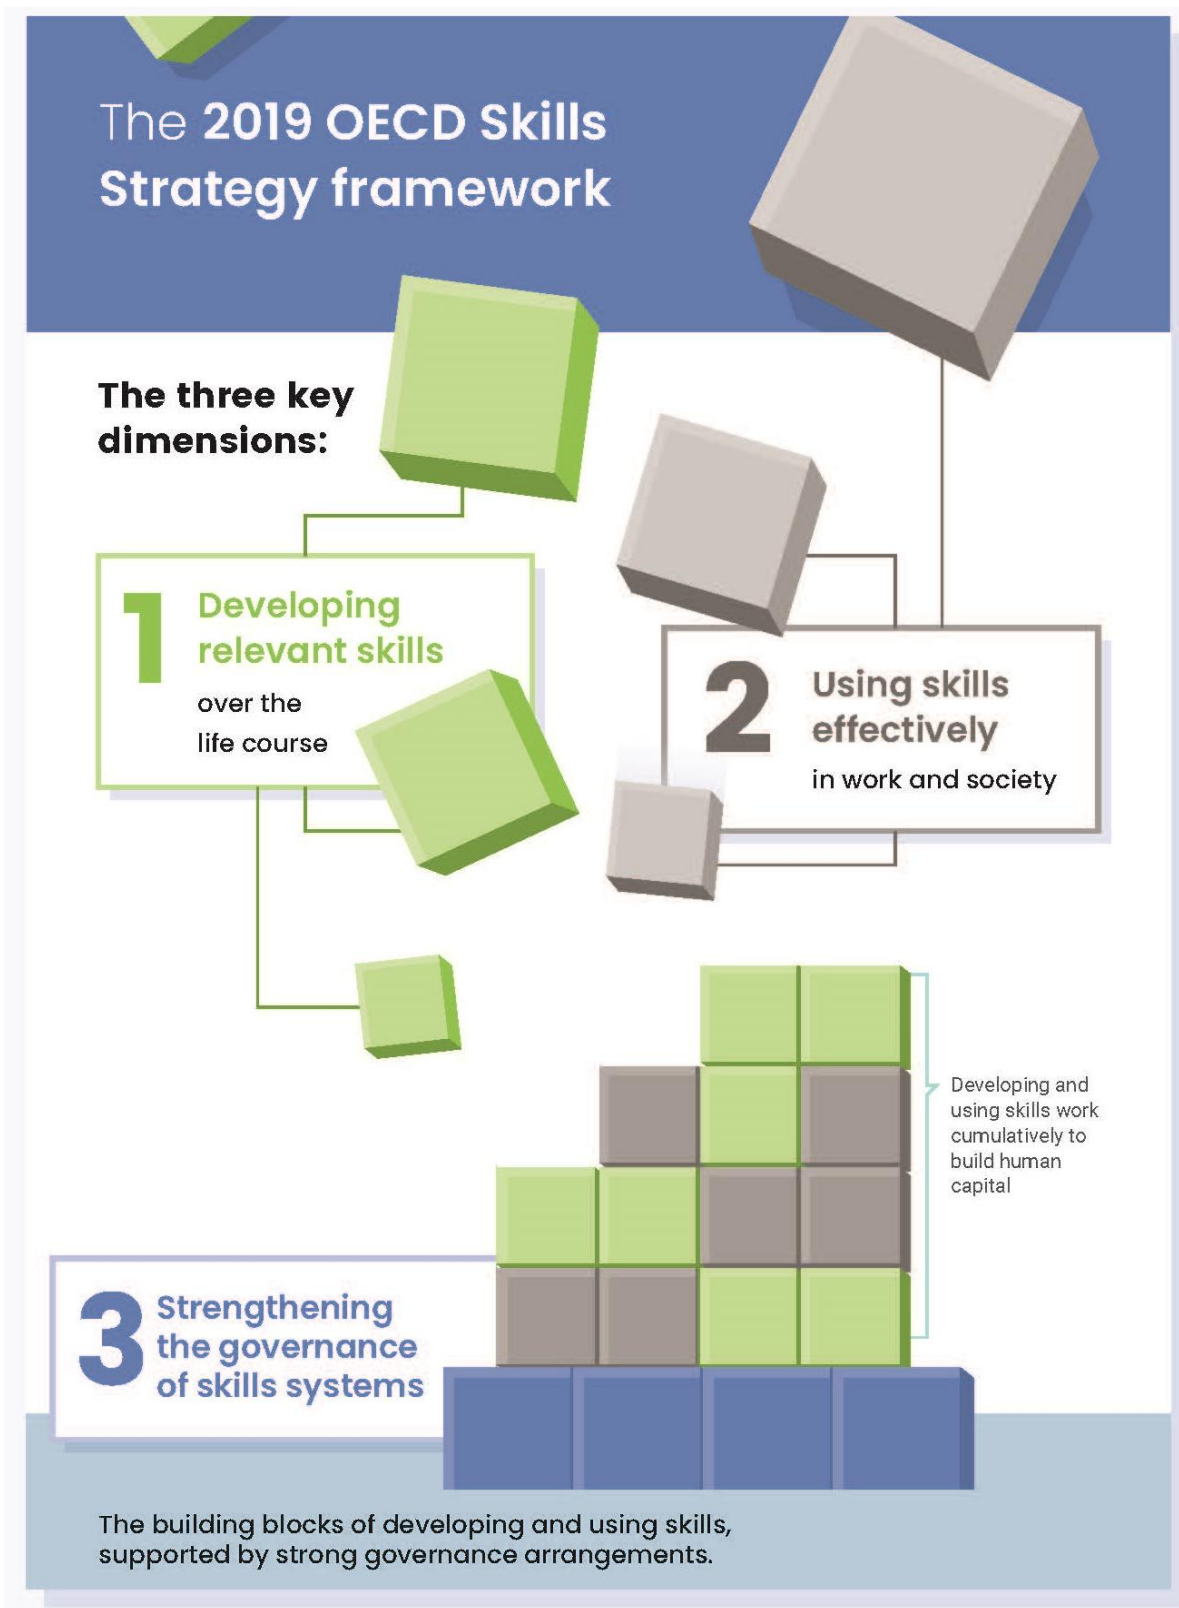 The 2019 OECD Skills
Strategy framework
The three key
dimensions:
1
Developing
relevant skills
over the
life course
2
Using skills
effectively
in work and society
Developing and
using skills work
cumulatively to
build human
capital
3
Strengthening
the governance
of skills systems
The building blocks of developing and using skills,
supported by strong governance arrangements.